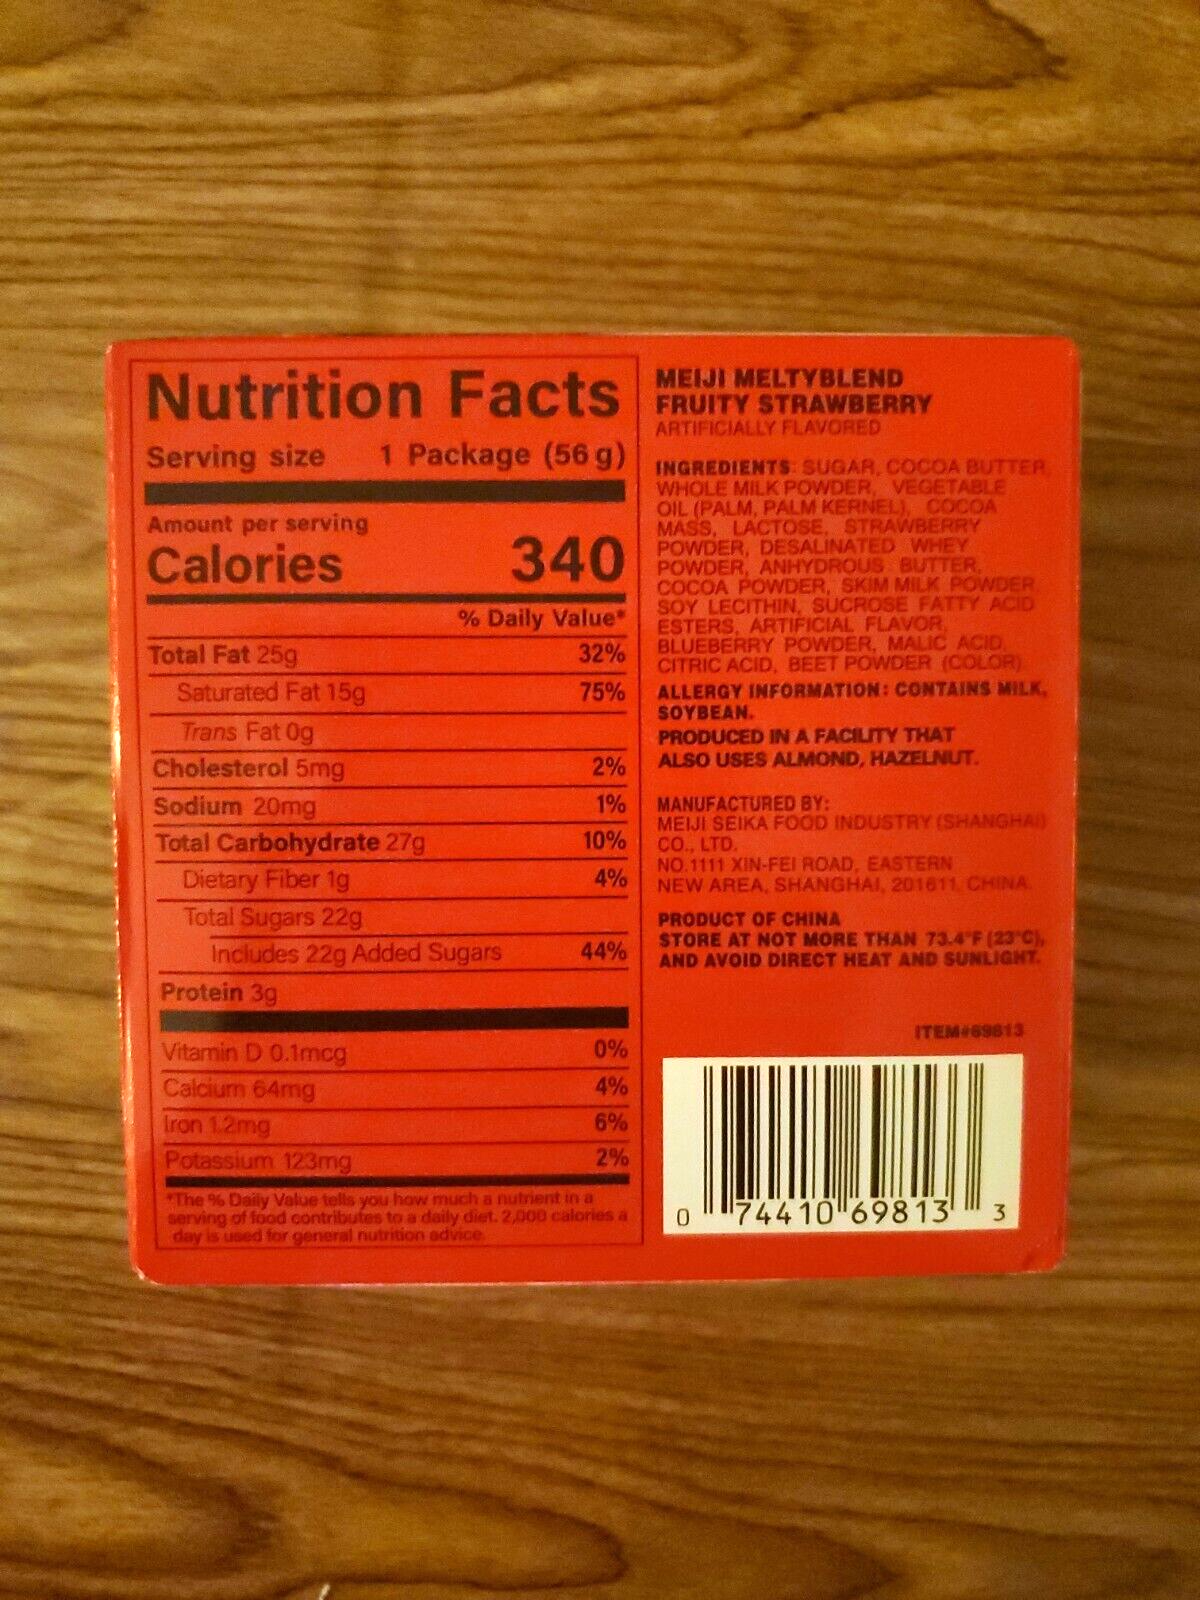 Nutrition Facts
Serving size 1 Package (56 g)
Amount per serving
Calories 340
% Daily Value*
Total Fat 25g 32%
Saturated Fat 15g 75%
Trans Fat 0g
Cholesterol 5mg 2%
Sodium 20mg 1%
Total Carbohydrate 27g 10%
Dietary Fiber 1g 4%
Total Sugars 22g
Includes 22g Added Sugars 44%
Protein 3g
Vitamin D 0.1mcg 0%
Calcium 64mg 4%
Iron 1.2mg 6%
Potassium 123mg 2%
*The % Daily Value tells you how much a nutrient in a
serving of food contributes to a daily diet. 2,000 calories a
day is used for general nutrition advice.
MEIJI MELTYBLEND
FRUITY STRAWBERRY
ARTIFICIALLY FLAVORED
INGREDIENTS: SUGAR, COCOA BUTTER,
WHOLE MILK POWDER, VEGETABLE
OIL (PALM, PALM KERNEL), COCOA
MASS, LACTOSE, STRAWBERRY
POWDER, DESALINATED WHEY
POWDER, ANHYDROUS BUTTER,
COCOA POWDER, SKIM MILK POWDER,
SOY LECITHIN, SUCROSE FATTY ACID
ESTERS, ARTIFICIAL FLAVOR,
BLUEBERRY POWDER, MALIC ACID,
CITRIC ACID, BEET POWDER (COLOR)
ALLERGY INFORMATION: CONTAINS MILK,
SOYBEAN.
PRODUCED IN A FACILITY THAT
ALSO USES ALMOND, HAZELNUT.
MANUFACTURED BY:
MEIJI SEIKA FOOD INDUSTRY (SHANGHAI)
CO., LTD.
NO.1111 XIN-FEI ROAD, EASTERN
NEW AREA, SHANGHAI, 201611, CHINA.
PRODUCT OF CHINA
STORE AT NOT MORE THAN 73.4°F (23°C),
AND AVOID DIRECT HEAT AND SUNLIGHT.
ITEM#69813
0 74410 69813 3